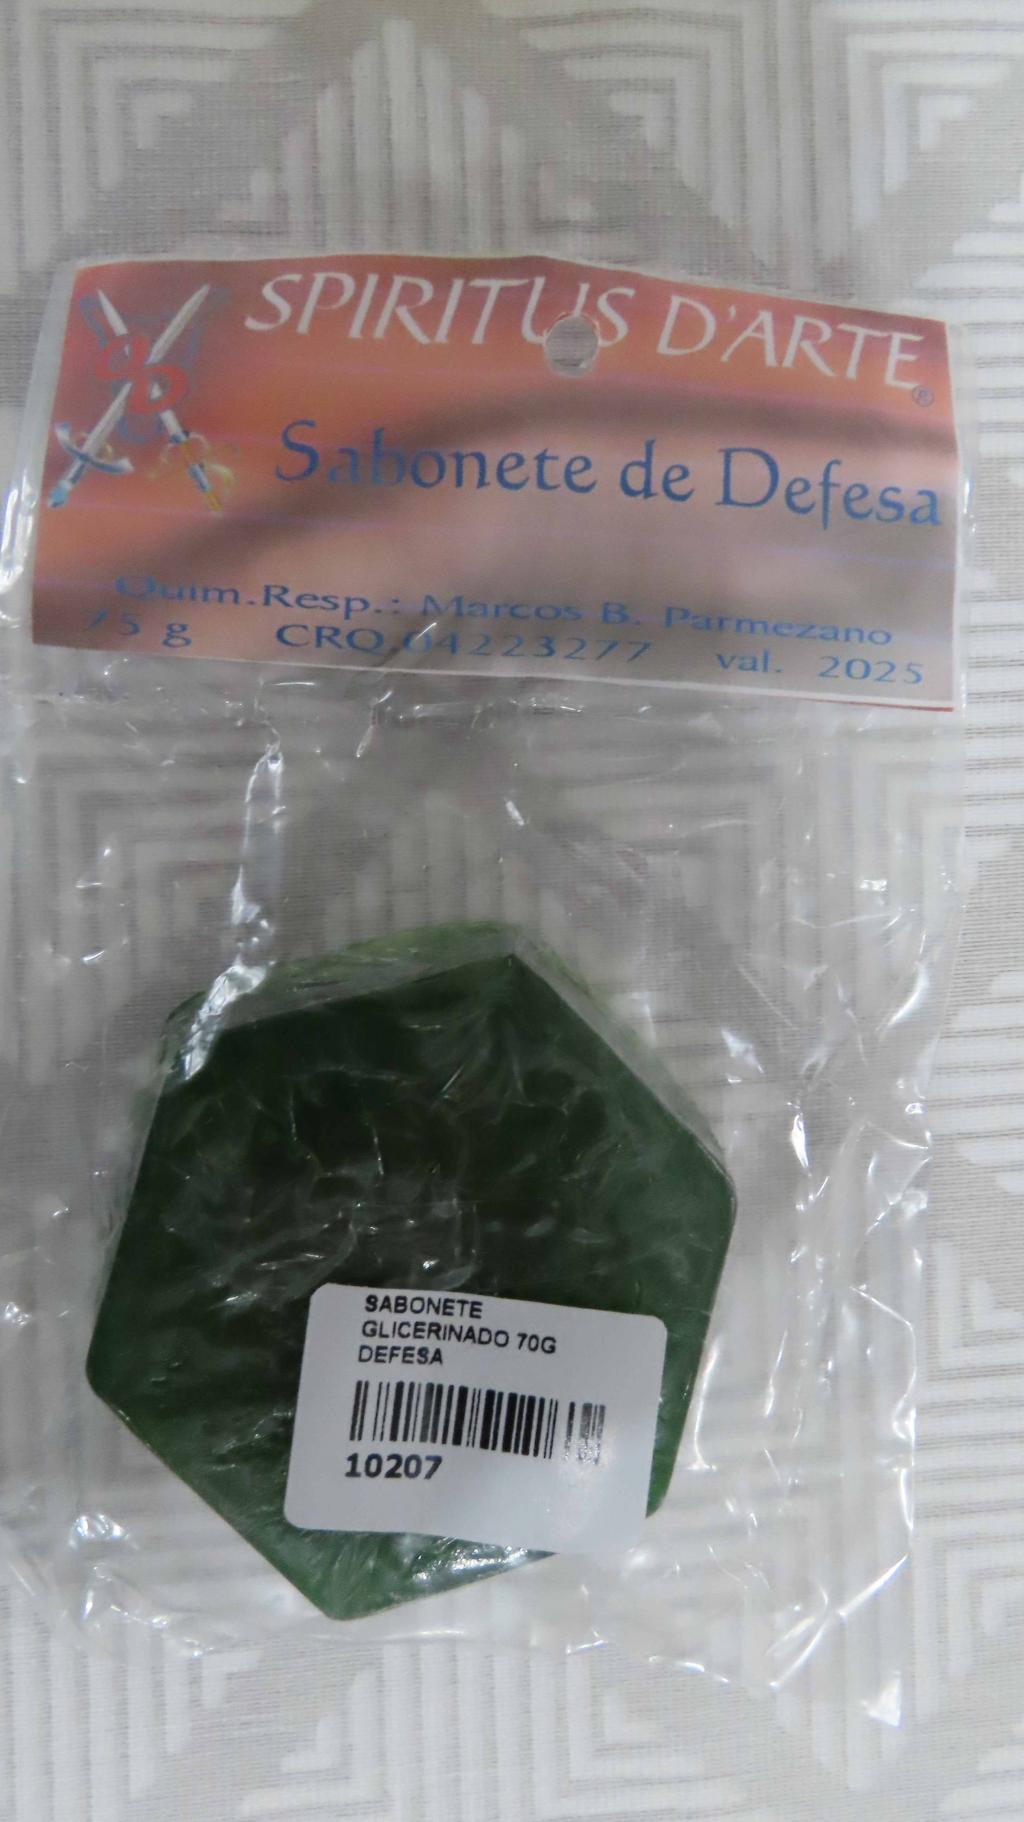 SPIRITUS D'ARTE®
Sabonete de Defesa
Quim.Resp.: Marcos B. Parmezano
75 g CRQ 04223277 val. 2025
SABONETE
GLICERINADO 70G
DEFESA
10207